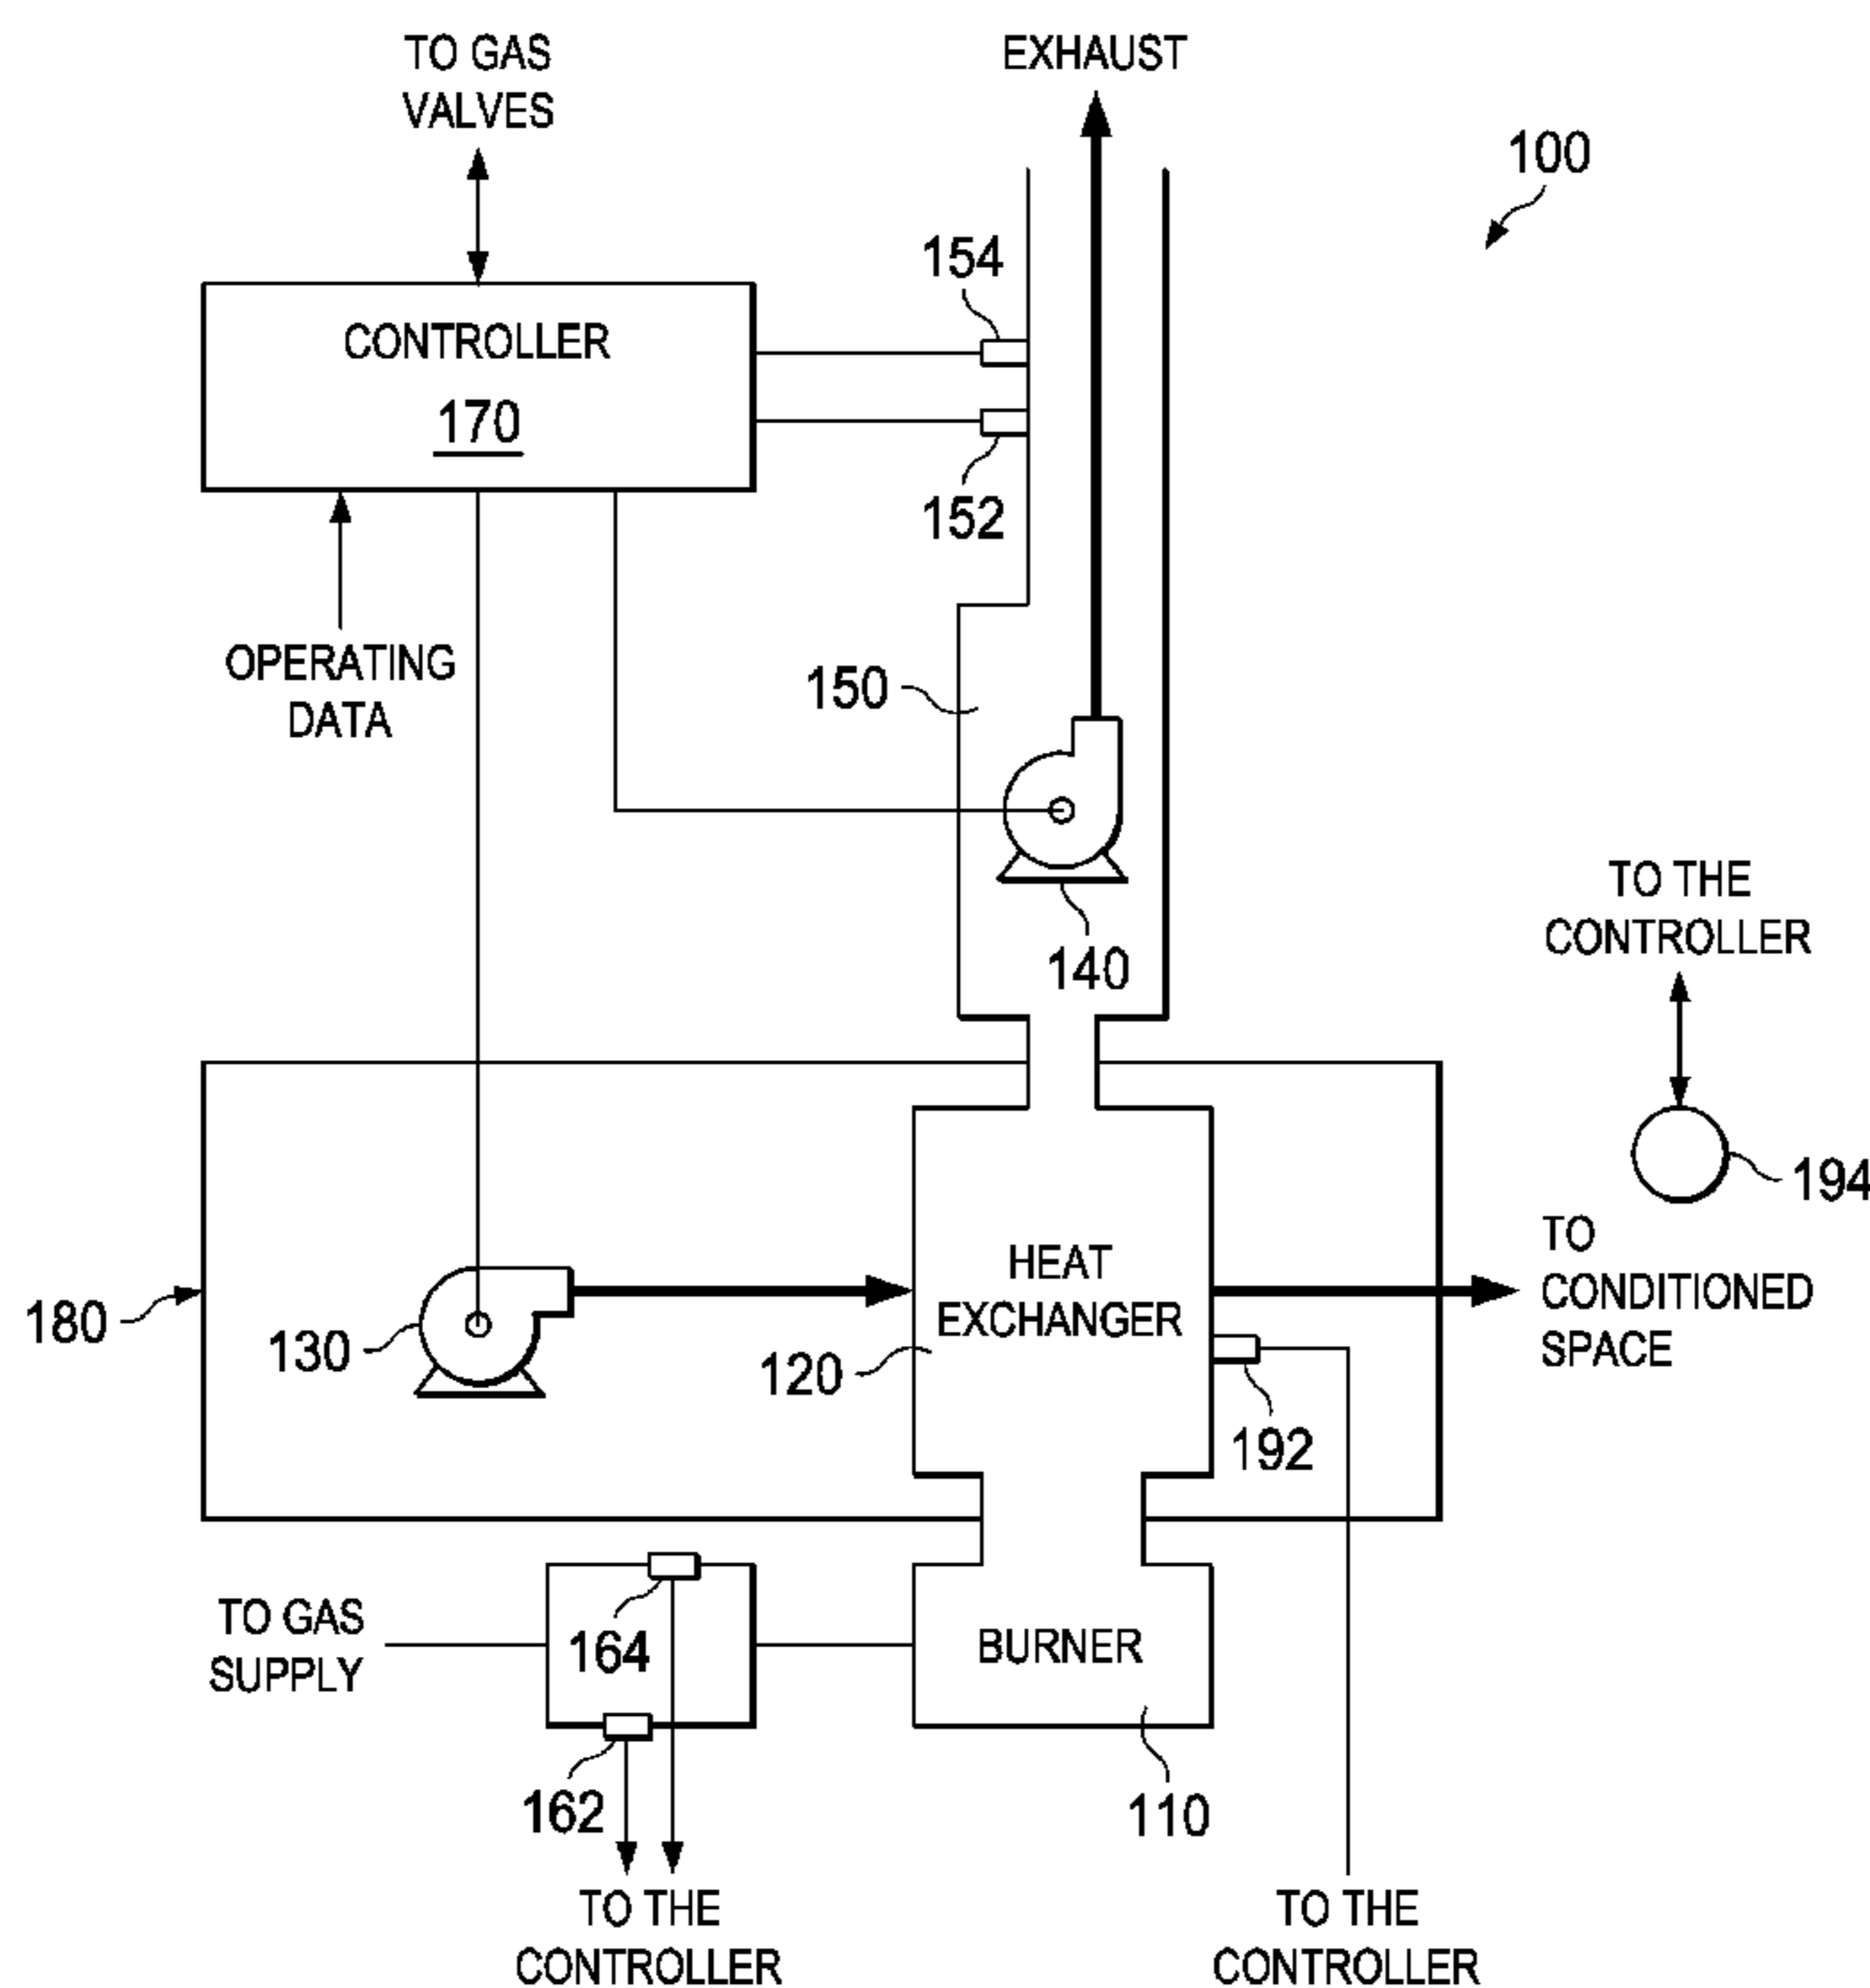 TO GAS
VALVES
EXHAUST
100
154
CONTROLLER
170
152
OPERATING
DATA
150
140
TO THE
CONTROLLER
194
TO
CONDITIONED
SPACE
HEAT
EXCHANGER
180
130
120
192
TO GAS
SUPPLY
164
BURNER
162
110
TO THE
CONTROLLER
TO THE
CONTROLLER